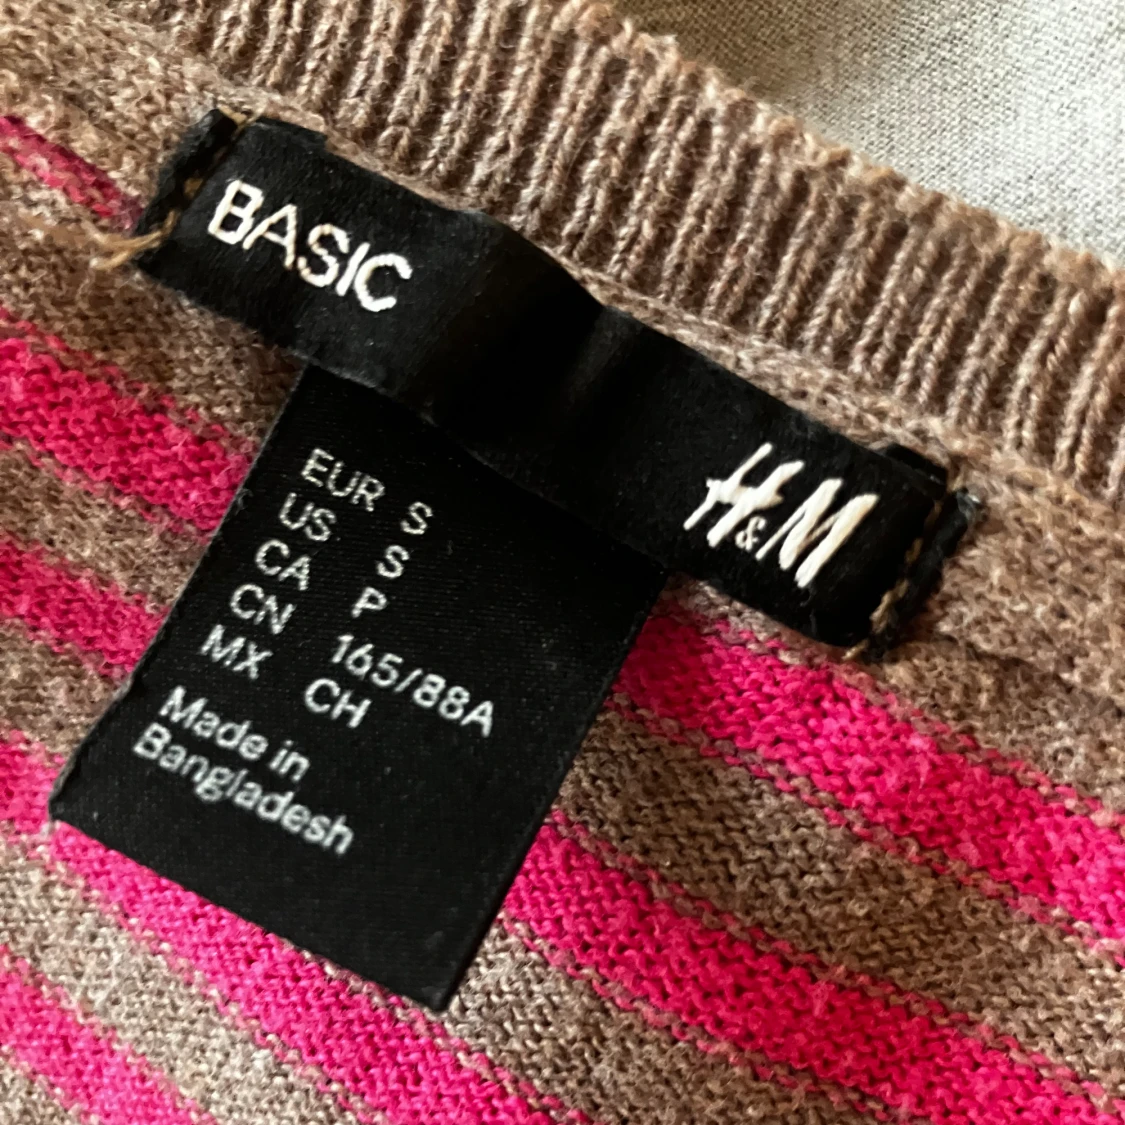 BASIC
H&M
EUR S
US S
CA P
CN 165/88A
MX CH
Made in
Bangladesh